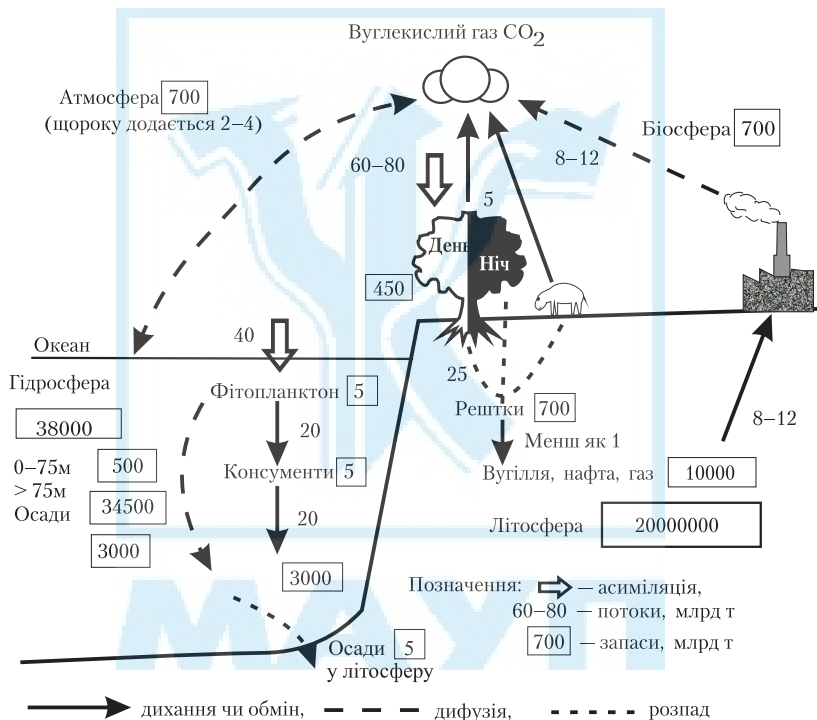 Вуглекислий газ CO2
Атмосфера 700
(щороку додається 2–4)
Біосфера 700
60–80
8–12
5
День
Ніч
450
40
Океан
Гідросфера
38000
Фітопланктон 5
25
Рештки 700
20
Менш як 1
8–12
0–75м 500
Консументи 5
Вугілля, нафта, газ 10000
> 75м
34500
Осади
20
Літосфера 20000000
3000
3000
Позначення: – асиміляція,
60–80 – потоки, млрд т
700 – запаси, млрд т
Осади 5
у літосферу
дихання чи обмін, дифузія, розпад
МАУП